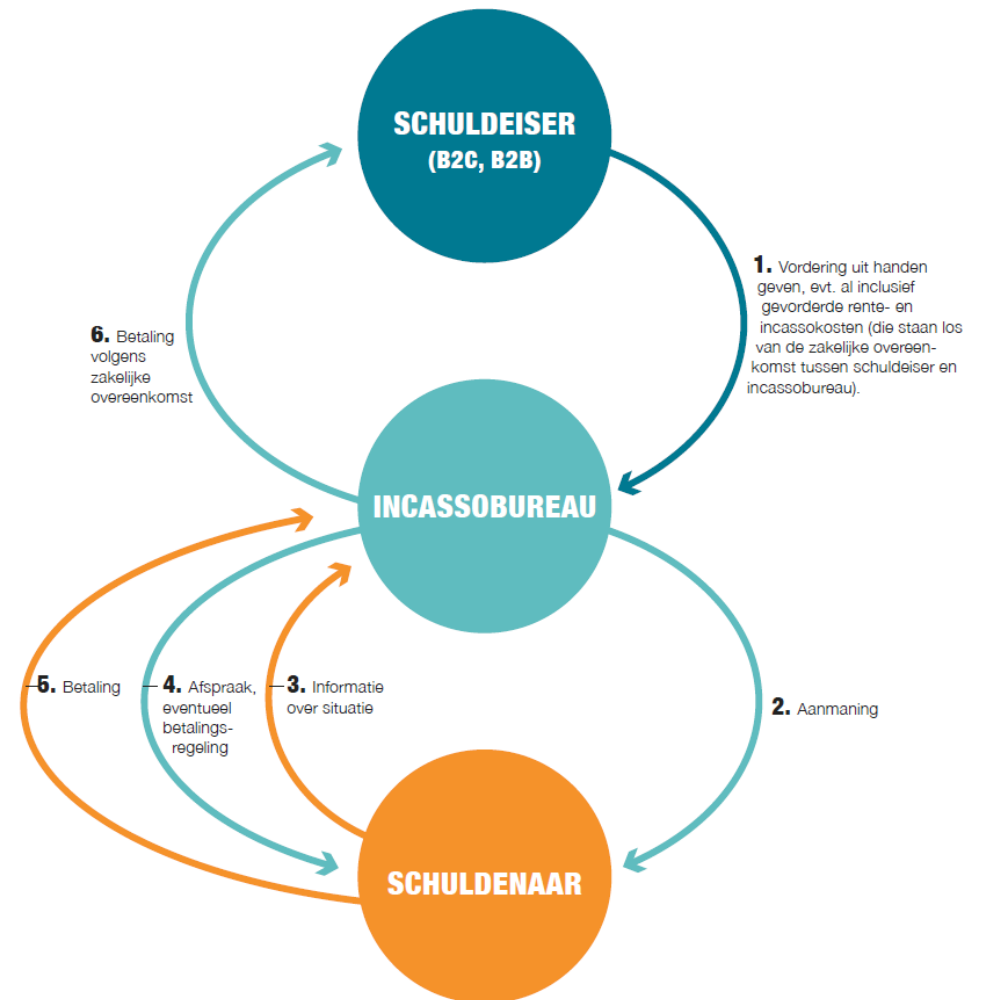 SCHULDEISER
(B2C, B2B)
1. Vordering uit handen
geven, evt. al inclusief
gevorderde rente- en
incassokosten (die staan los
van de zakelijke overeen-
komst tussen schuldeiser en
incassobureau).
6. Betaling
volgens
zakelijke
overeenkomst
INCASSOBUREAU
5. Betaling
4. Afspraak,
eventueel
betalings-
regeling
3. Informatie
over situatie
2. Aanmaning
SCHULDENAAR